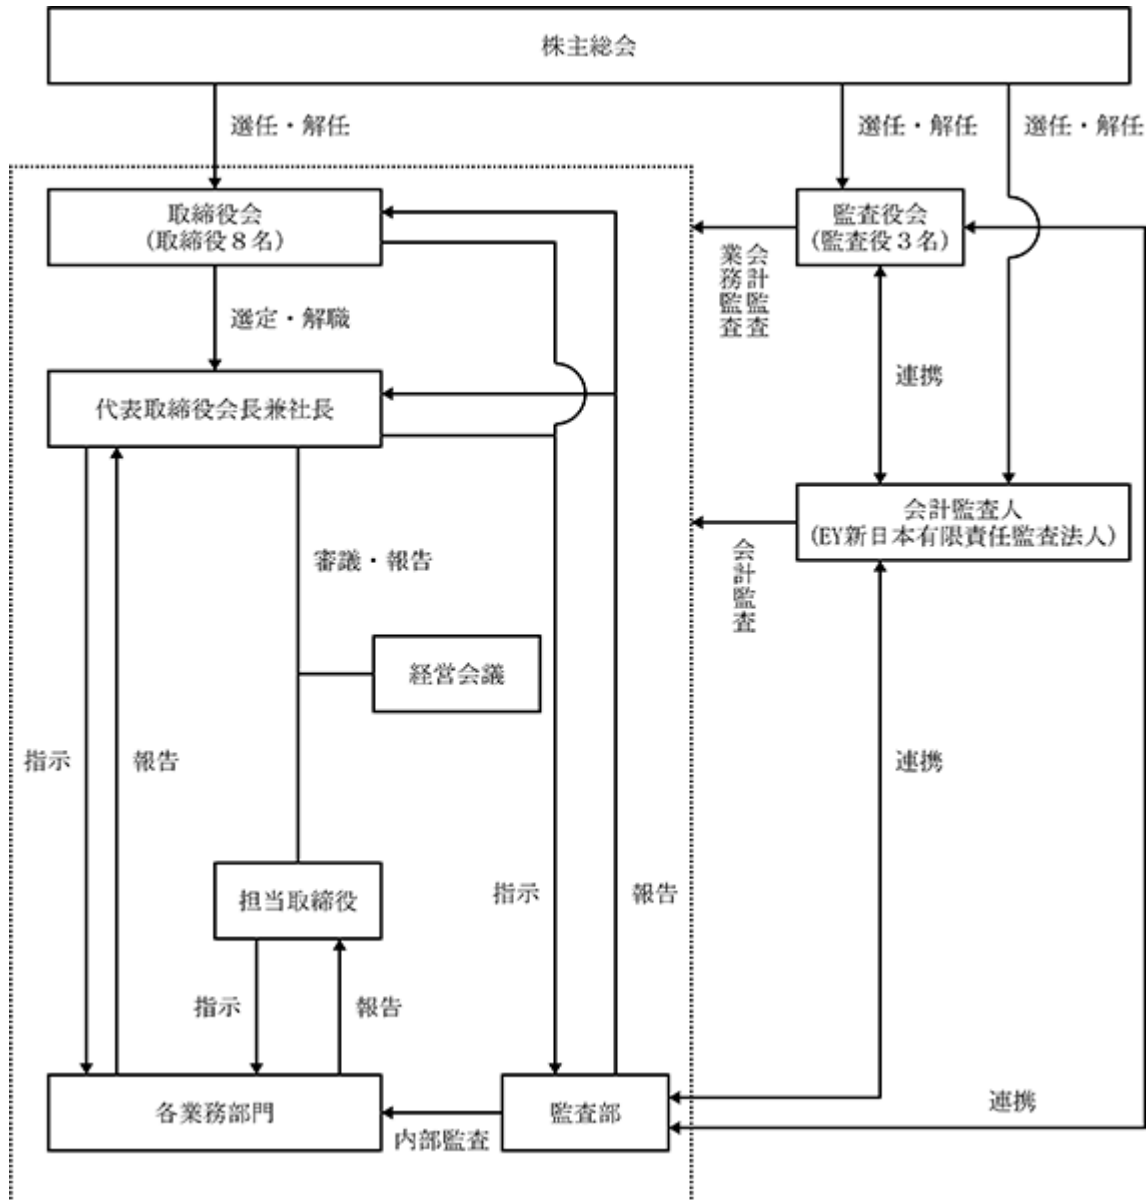 株主総会
選任・解任
選任・解任
選任・解任
取締役会
(取締役８名)
監査役会
(監査役３名)
会計監査
業務監査
選定・解職
代表取締役会長兼社長
連携
会計監査人
(EY新日本有限責任監査法人)
会計監査
審議・報告
経営会議
指示
報告
連携
担当取締役
指示
報告
指示
報告
各業務部門
内部監査
監査部
連携